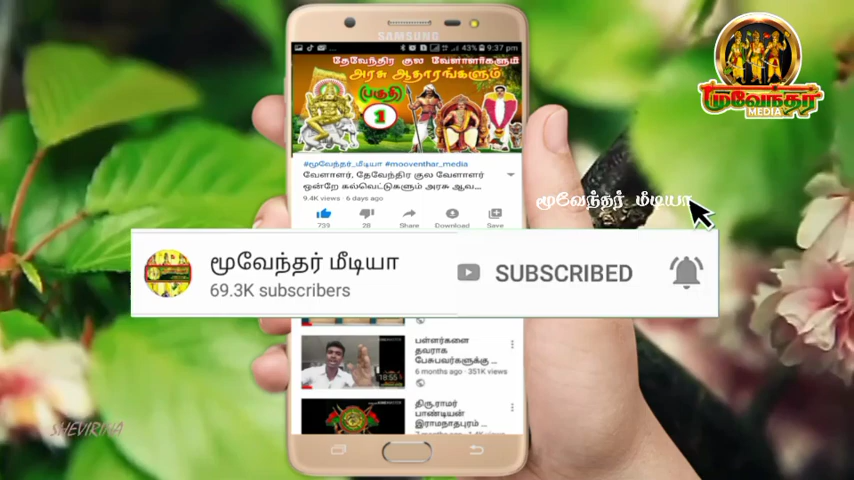 SAMSUNG
43% 9:37 pm
தேவேந்திர குல வேளாளர்களும்
அரசு ஆதாரங்களும்
(பகுதி
1)
மூவேந்தர்
MEDIA
#மூவேந்தர்_மீடியா #mooventhar_media
வேளாளர், தேவேந்திர குல வேளாளர்
ஒன்றே கல்வெட்டுகளும் அரசு ஆவ...
9.4K views · 6 days ago
739 28 Share Download Save
மூவேந்தர் மீடியா
மூவேந்தர் மீடியா
69.3K subscribers
SUBSCRIBED
பள்ளர்களை
தவறாக
பேசுபவர்களுக்கு ...
6 months ago · 351K views
18:55
திரு.ராமர்
பாண்டியன்
இராமநாதபுரம் ...
SHEVIRINA